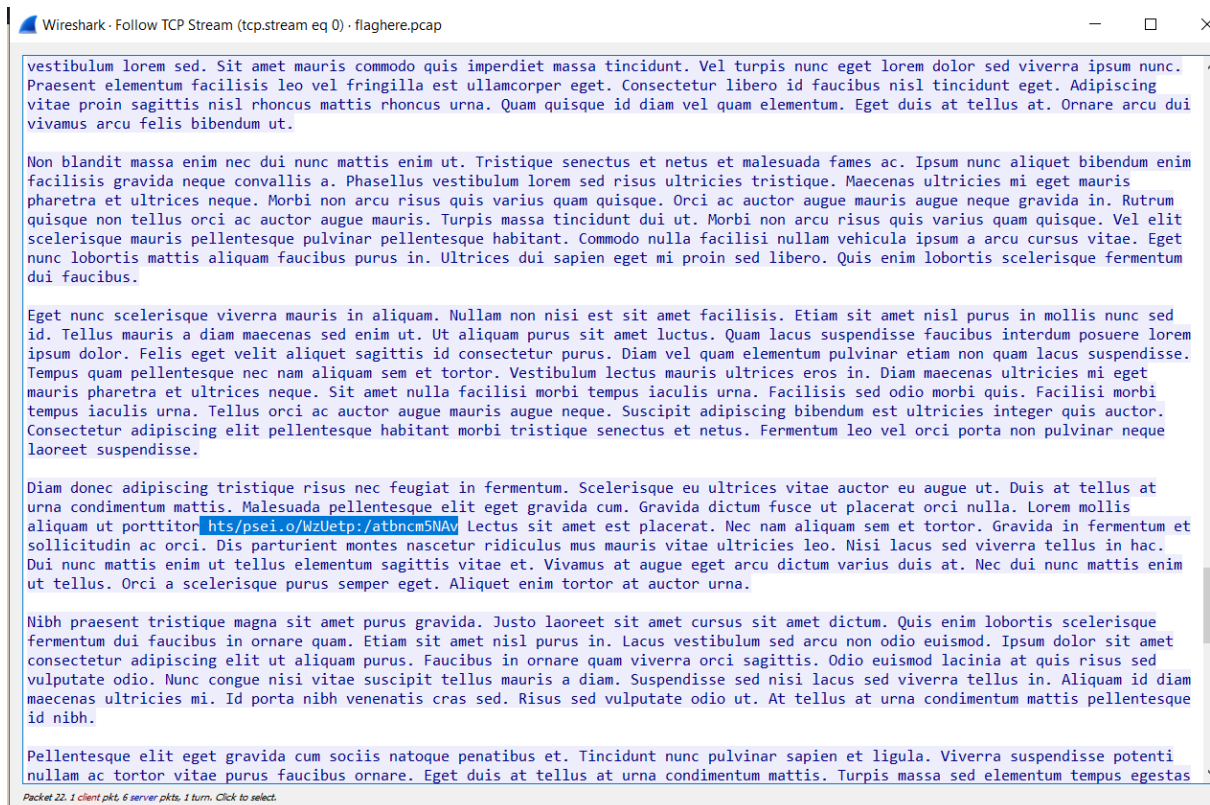 Wireshark · Follow TCP Stream (tcp.stream eq 0) · flaghere.pcap
vestibulum lorem sed. Sit amet mauris commodo quis imperdiet massa tincidunt. Vel turpis nunc eget lorem dolor sed viverra ipsum nunc.
Praesent elementum facilisis leo vel fringilla est ullamcorper eget. Consectetur libero id faucibus nisl tincidunt eget. Adipiscing
vitae proin sagittis nisl rhoncus mattis rhoncus urna. Quam quisque id diam vel quam elementum. Eget duis at tellus at. Ornare arcu dui
vivamus arcu felis bibendum ut.
Non blandit massa enim nec dui nunc mattis enim ut. Tristique senectus et netus et malesuada fames ac. Ipsum nunc aliquet bibendum enim
facilisis gravida neque convallis a. Phasellus vestibulum lorem sed risus ultricies tristique. Maecenas ultricies mi eget mauris
pharetra et ultrices neque. Morbi non arcu risus quis varius quam quisque. Orci ac auctor augue mauris augue neque gravida in. Rutrum
quisque non tellus orci ac auctor augue mauris. Turpis massa tincidunt dui ut. Morbi non arcu risus quis varius quam quisque. Vel elit
scelerisque mauris pellentesque pulvinar pellentesque habitant. Commodo nulla facilisi nullam vehicula ipsum a arcu cursus vitae. Eget
nunc lobortis mattis aliquam faucibus purus in. Ultrices dui sapien eget mi proin sed libero. Quis enim lobortis scelerisque fermentum
dui faucibus.
Eget nunc scelerisque viverra mauris in aliquam. Nullam non nisi est sit amet facilisis. Etiam sit amet nisl purus in mollis nunc sed
id. Tellus mauris a diam maecenas sed enim ut. Ut aliquam purus sit amet luctus. Quam lacus suspendisse faucibus interdum posuere lorem
ipsum dolor. Felis eget velit aliquet sagittis id consectetur purus. Diam vel quam elementum pulvinar etiam non quam lacus suspendisse.
Tempus quam pellentesque nec nam aliquam sem et tortor. Vestibulum lectus mauris ultrices eros in. Diam maecenas ultricies mi eget
mauris pharetra et ultrices neque. Sit amet nulla facilisi morbi tempus iaculis urna. Facilisis sed odio morbi quis. Facilisi morbi
tempus iaculis urna. Tellus orci ac auctor augue mauris augue neque. Suscipit adipiscing bibendum est ultricies integer quis auctor.
Consectetur adipiscing elit pellentesque habitant morbi tristique senectus et netus. Fermentum leo vel orci porta non pulvinar neque
laoreet suspendisse.
Diam donec adipiscing tristique risus nec feugiat in fermentum. Scelerisque eu ultrices vitae auctor eu augue ut. Duis at tellus at
urna condimentum mattis. Malesuada pellentesque elit eget gravida cum. Gravida dictum fusce ut placerat orci nulla. Lorem mollis
aliquam ut porttitor hts/psei.o/WzUetp:/atbncm5NAv Lectus sit amet est placerat. Nec nam aliquam sem et tortor. Gravida in fermentum et
sollicitudin ac orci. Dis parturient montes nascetur ridiculus mus mauris vitae ultricies leo. Nisi lacus sed viverra tellus in hac.
Dui nunc mattis enim ut tellus elementum sagittis vitae et. Vivamus at augue eget arcu dictum varius duis at. Nec dui nunc mattis enim
ut tellus. Orci a scelerisque purus semper eget. Aliquet enim tortor at auctor urna.
Nibh praesent tristique magna sit amet purus gravida. Justo laoreet sit amet cursus sit amet dictum. Quis enim lobortis scelerisque
fermentum dui faucibus in ornare quam. Etiam sit amet nisl purus in. Lacus vestibulum sed arcu non odio euismod. Ipsum dolor sit amet
consectetur adipiscing elit ut aliquam purus. Faucibus in ornare quam viverra orci sagittis. Odio euismod lacinia at quis risus sed
vulputate odio. Nunc congue nisi vitae suscipit tellus mauris a diam. Suspendisse sed nisi lacus sed viverra tellus in. Aliquam id diam
maecenas ultricies mi. Id porta nibh venenatis cras sed. Risus sed vulputate odio ut. At tellus at urna condimentum mattis pellentesque
id nibh.
Pellentesque elit eget gravida cum sociis natoque penatibus et. Tincidunt nunc pulvinar sapien et ligula. Viverra suspendisse potenti
nullam ac tortor vitae purus faucibus ornare. Eget duis at tellus at urna condimentum mattis. Turpis massa sed elementum tempus egestas
Packet 22. 1 client pkt, 6 server pkts, 1 turn. Click to select.